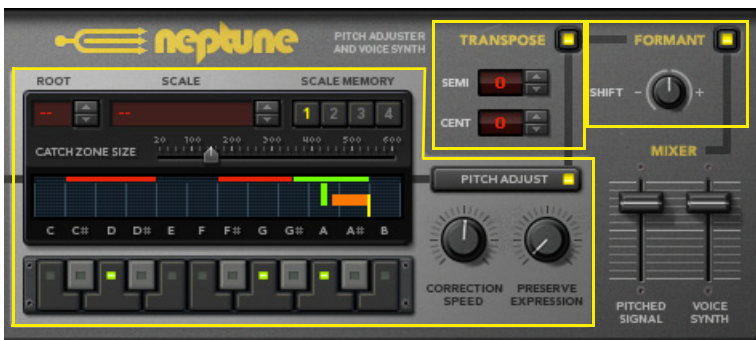 neptune
PITCH ADJUSTER
AND VOICE SYNTH
TRANSPOSE
FORMANT
ROOT SCALE SCALE MEMORY
SEMI 0
SHIFT - +
-- -- 1 2 3 4
CENT 0
20 100 200 300 400 500 600
CATCH ZONE SIZE
MIXER
PITCH ADJUST
C C# D D# E F F# G G# A A# B
CORRECTION
SPEED
PRESERVE
EXPRESSION
PITCHED
SIGNAL
VOICE
SYNTH